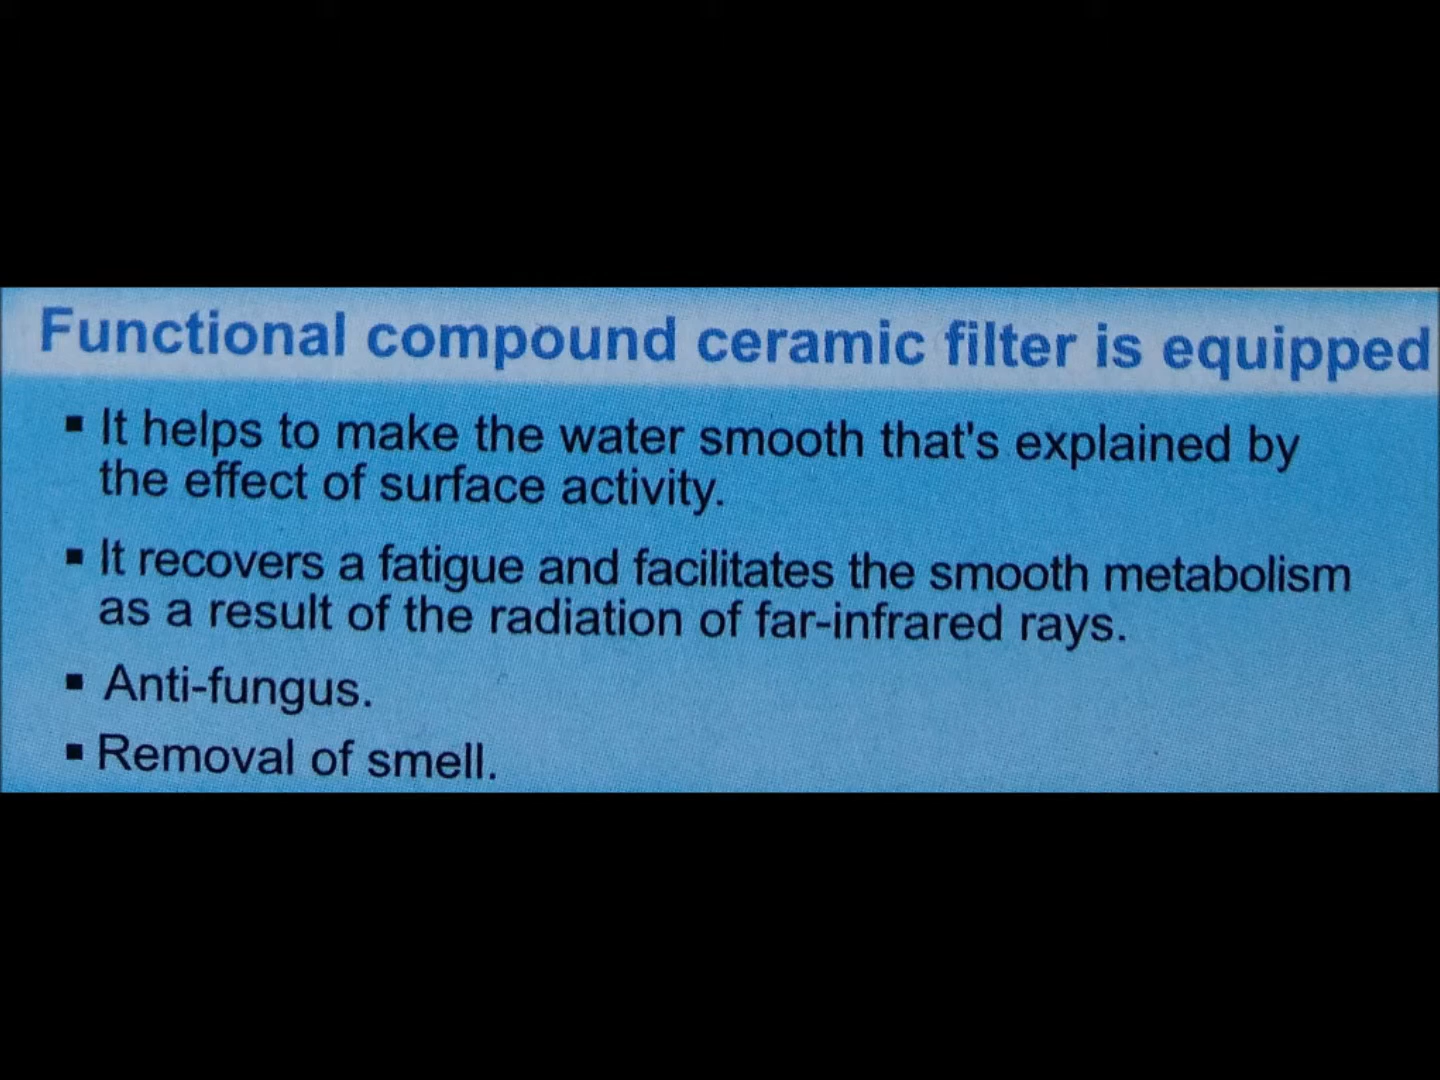 Functional compound ceramic filter is equipped
▪ It helps to make the water smooth that's explained by
the effect of surface activity.
▪ It recovers a fatigue and facilitates the smooth metabolism
as a result of the radiation of far-infrared rays.
▪ Anti-fungus.
▪ Removal of smell.